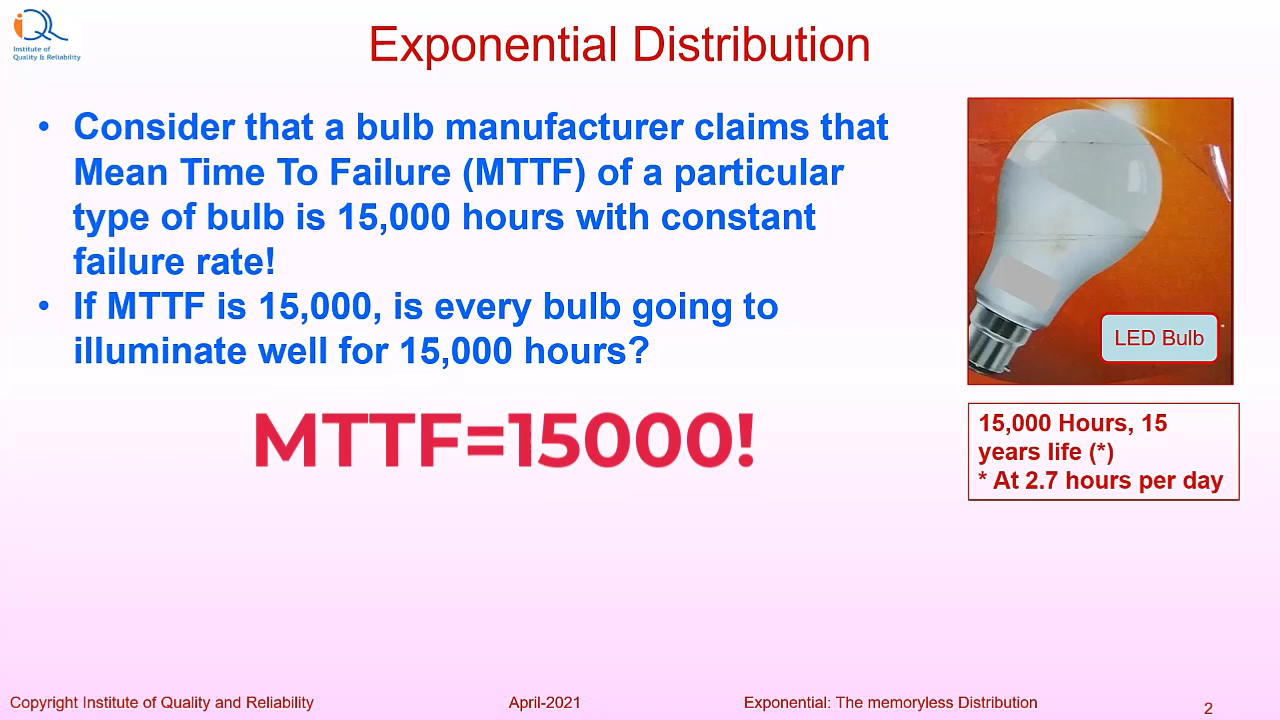 iQR
Institute of
Quality & Reliability
Exponential Distribution
• Consider that a bulb manufacturer claims that
Mean Time To Failure (MTTF) of a particular
type of bulb is 15,000 hours with constant
failure rate!
• If MTTF is 15,000, is every bulb going to
illuminate well for 15,000 hours?
MTTF=15000!
LED Bulb
15,000 Hours, 15
years life (*)
* At 2.7 hours per day
Copyright Institute of Quality and Reliability
April-2021
Exponential: The memoryless Distribution
2